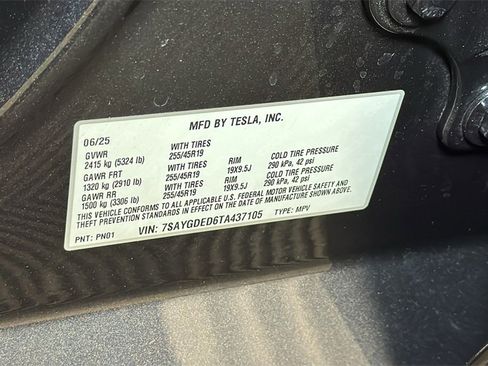 MFD BY TESLA, INC.
06/25
GVWR WITH TIRES
2415 kg (5324 lb) 255/45R19 RIM COLD TIRE PRESSURE
GAWR FRT WITH TIRES 19X9.5J 290 kPa, 42 psi
1320 kg (2910 lb) 255/45R19 RIM COLD TIRE PRESSURE
GAWR RR WITH TIRES 19X9.5J 290 kPa, 42 psi
1500 kg (3306 lb) 255/45R19
THIS VEHICLE CONFORMS TO ALL APPLICABLE U.S. FEDERAL MOTOR VEHICLE SAFETY AND
THEFT PREVENTION STANDARDS IN EFFECT ON THE DATE OF MANUFACTURE SHOWN ABOVE.
PNT: PN01 VIN: 7SAYGDED6TA437105 TYPE: MPV